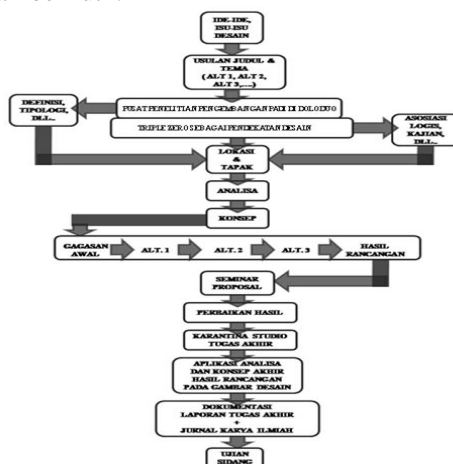 IDE-IDE,
ISU-ISU
DESAIN
USULAN JUDUL &
TEMA
( ALT 1, ALT 2,
ALT 3,....)
DEFINISI,
TIPOLOGI,
DLL..
PUSAT PENELITIAN PENGEMBANGAN PADI DI DOLODUO
TRIPLE ZERO SEBAGAI PENDEKATAN DESAIN
ASOSIASI
LOGIS,
KAJIAN,
DLL..
LOKASI
&
TAPAK
ANALISA
KONSEP
GAGASAN
AWAL
ALT. 1
ALT. 2
ALT. 3
HASIL
RANCANGAN
SEMINAR
PROPOSAL
PERBAIKAN HASIL
KARANTINA STUDIO
TUGAS AKHIR
APLIKASI ANALISA
DAN KONSEP AKHIR
HASIL RANCANGAN
PADA GAMBAR DESAIN
DOKUMENTASI
LAPORAN TUGAS AKHIR
+
JURNAL KARYA ILMIAH
UJIAN
SIDANG